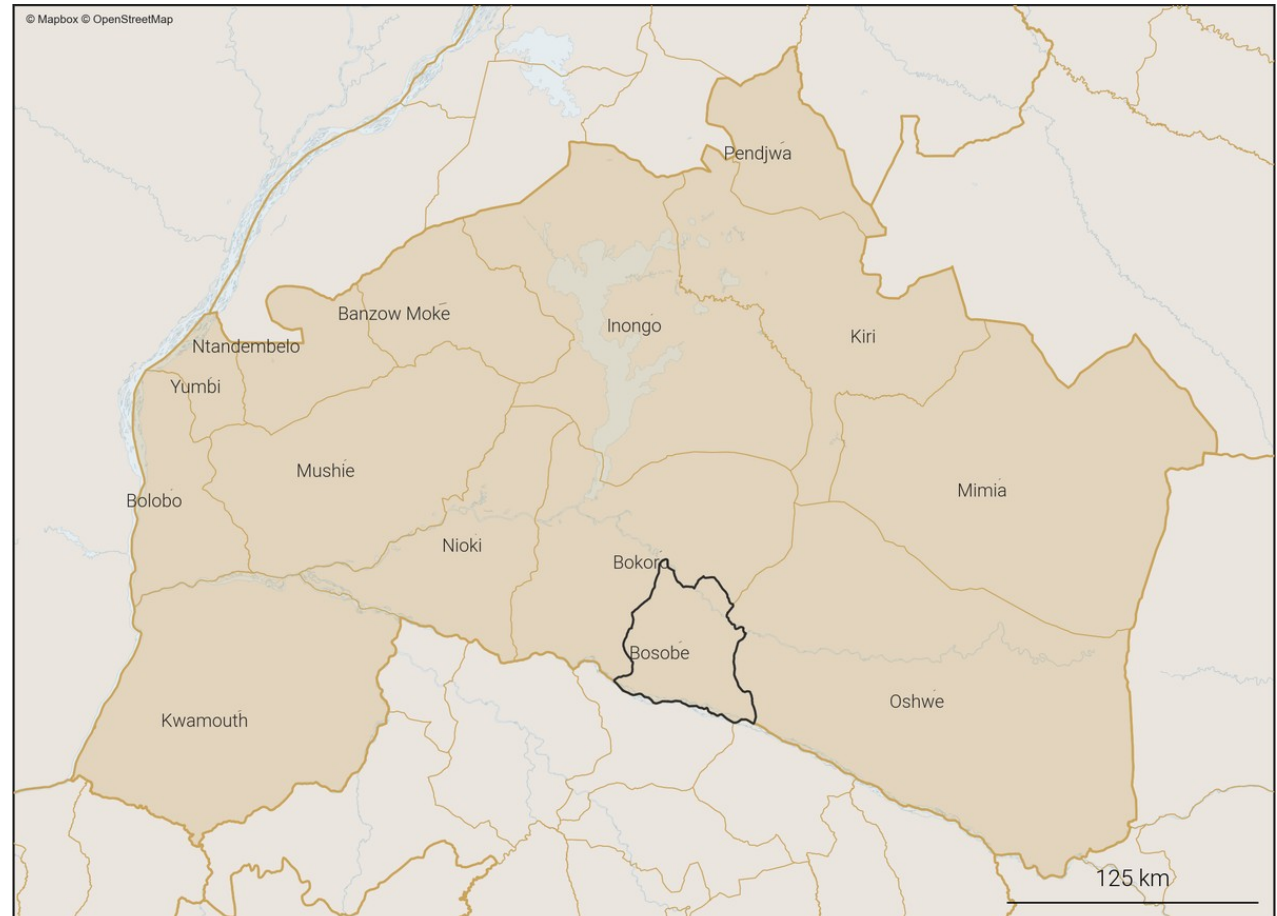 © Mapbox © OpenStreetMap
Pendjwa
Banzow Moke
Inongo
Kiri
Ntandembelo
Yumbi
Mushie
Mimia
Bolobo
Nioki
Bokoro
Bosobe
Oshwe
Kwamouth
125 km